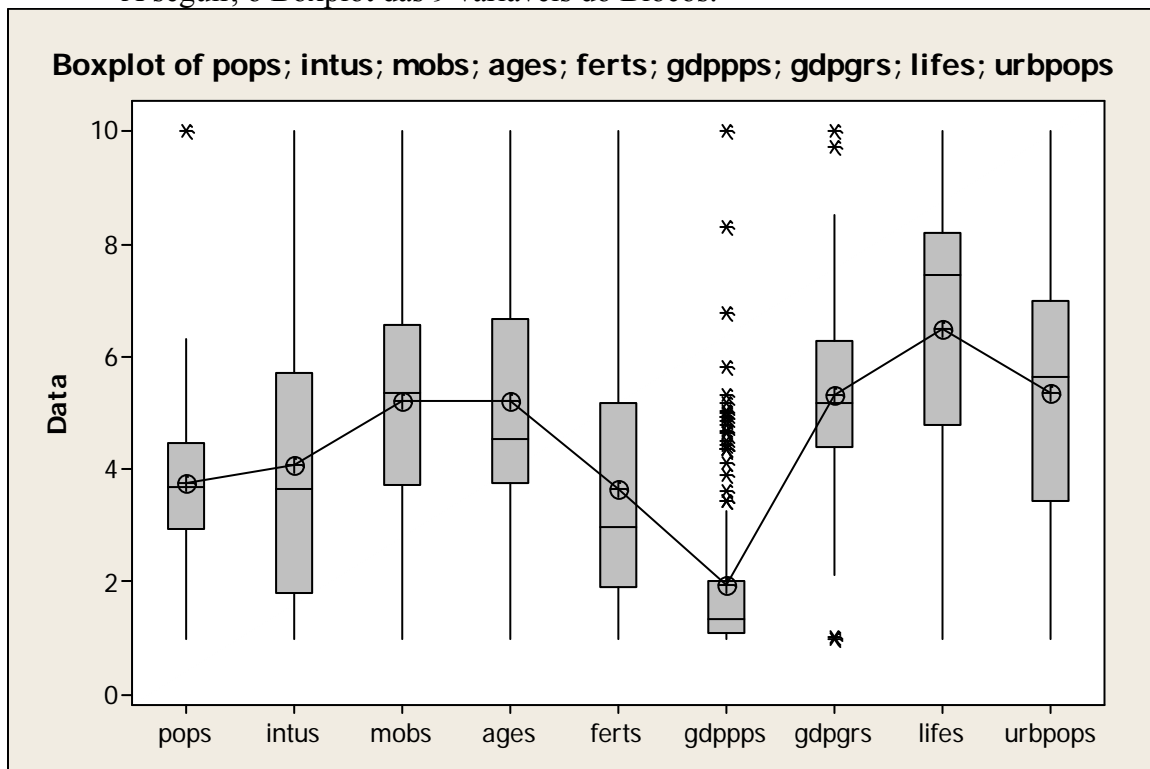 A seguir, o Boxplot das 9 variáveis do Blocos:
Boxplot of pops; intus; mobs; ages; ferts; gdppps; gdpgrs; lifes; urbpops
10
8
6
4
2
0
Data
pops intus mobs ages ferts gdppps gdpgrs lifes urbpops